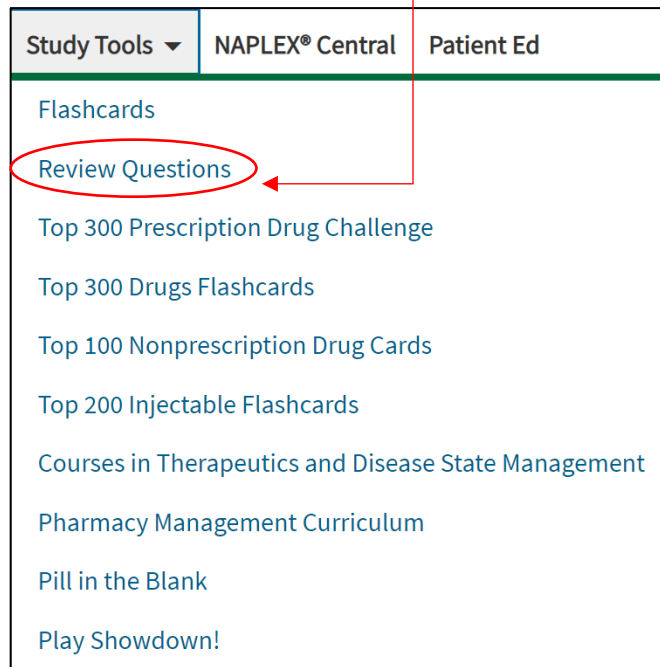 Study Tools NAPLEX® Central Patient Ed
Flashcards
Review Questions
Top 300 Prescription Drug Challenge
Top 300 Drugs Flashcards
Top 100 Nonprescription Drug Cards
Top 200 Injectable Flashcards
Courses in Therapeutics and Disease State Management
Pharmacy Management Curriculum
Pill in the Blank
Play Showdown!